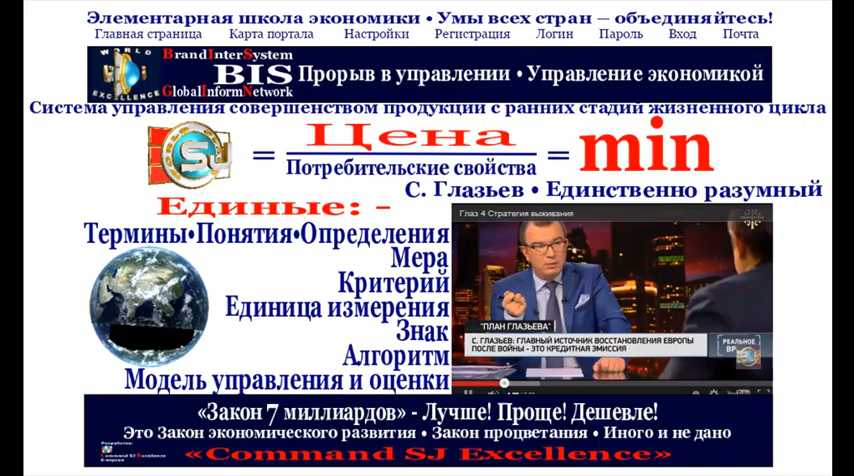 Элементарная школа экономики • Умы всех стран — объединяйтесь!
Главная страница Карта портала Настройки Регистрация Логин Пароль Вход Почта
WORLD
EXCELLENCE
BrandInterSystem
BIS
GlobalInformNetwork
Прорыв в управлении • Управление экономикой
Система управления совершенством продукции с ранних стадий жизненного цикла
SJ
= Цена
Потребительские свойства
= min
С. Глазьев • Единственно разумный
Единые: -
Термины•Понятия•Определения
Мера
Критерий
Единица измерения
Знак
Алгоритм
Модель управления и оценки
Глаз 4 Стратегия выживания
"ПЛАН ГЛАЗЬЕВА"
С. ГЛАЗЬЕВ: ГЛАВНЫЙ ИСТОЧНИК ВОССТАНОВЛЕНИЯ ЕВРОПЫ
ПОСЛЕ ВОЙНЫ - ЭТО КРЕДИТНАЯ ЭМИССИЯ
РЕАЛЬНОЕ
«Закон 7 миллиардов» - Лучше! Проще! Дешевле!
Это Закон экономического развития • Закон процветания • Иного и не дано
«Command SJ Excellence»